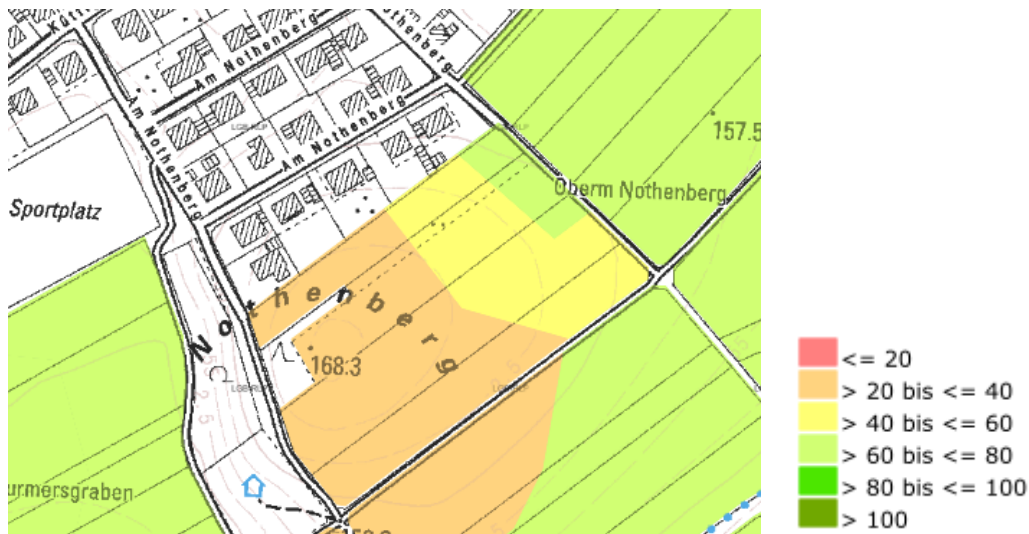 Nothenberg
Am Nothenberg
Am Nothenberg
Am Nothenberg
157.5
Oberm Nothenberg
Sportplatz
Nothenberg
168.3
urmersgraben
<= 20
> 20 bis <= 40
> 40 bis <= 60
> 60 bis <= 80
> 80 bis <= 100
> 100